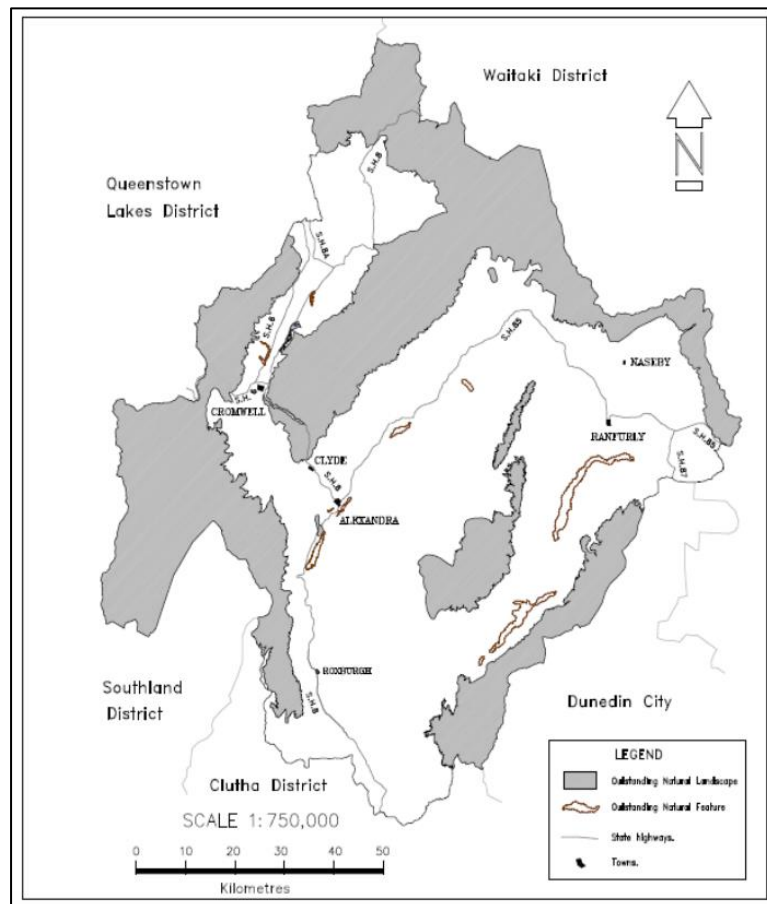 Waitaki District
N
Queenstown
Lakes District
S.H.8
S.H.8A
S.H.8
S.H.85
NASEBY
S.H.
CROMWELL
RANFURLY
CLYDE
S.H.85
S.H.87
S.H.8
ALEXANDRA
ROXBURGH
Southland
District
S.H.8
Dunedin City
Clutha District
SCALE 1:750,000
0 10 20 30 40 50
Kilometres
LEGEND
Outstanding Natural Landscape
Outstanding Natural Feature
State highways.
Towns.